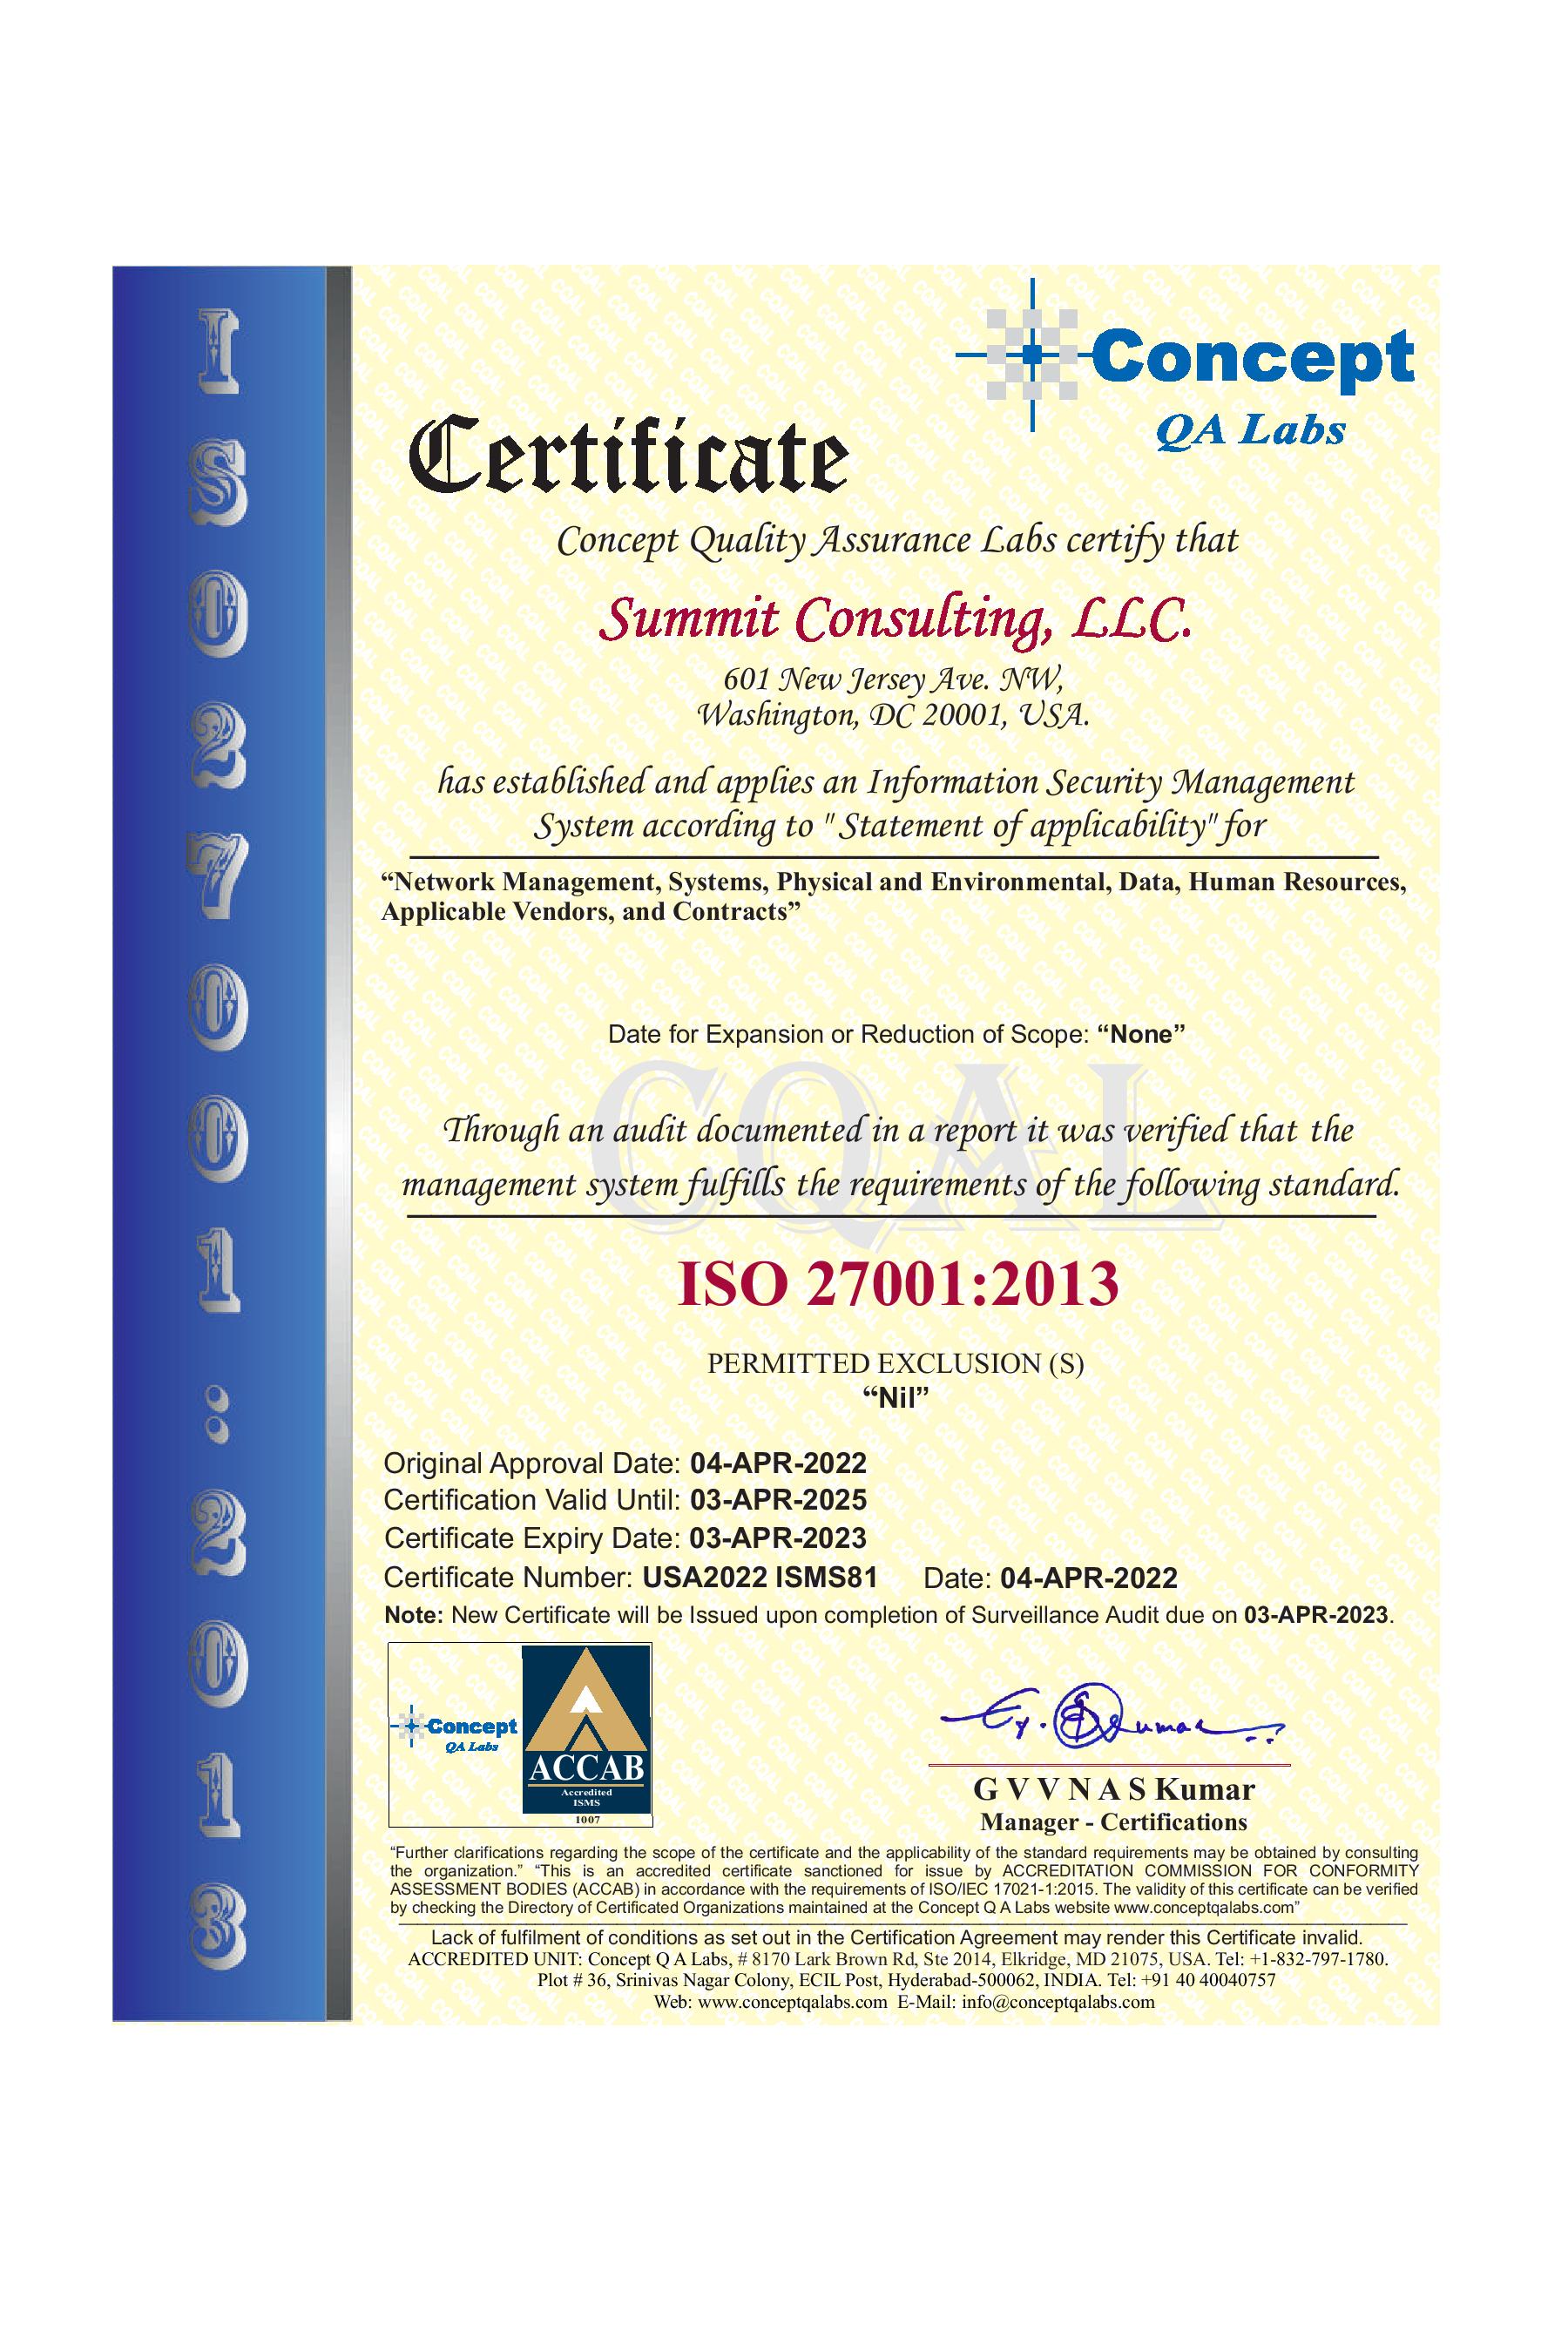 ISO27001:2013
Concept
QA Labs
Certificate
Concept Quality Assurance Labs certify that
Summit Consulting, LLC.
601 New Jersey Ave. NW,
Washington, DC 20001, USA.
has established and applies an Information Security Management
System according to " Statement of applicability" for
“Network Management, Systems, Physical and Environmental, Data, Human Resources,
Applicable Vendors, and Contracts”
Date for Expansion or Reduction of Scope: “None”
CQAL
Through an audit documented in a report it was verified that the
management system fulfills the requirements of the following standard.
ISO 27001:2013
PERMITTED EXCLUSION (S)
“Nil”
Original Approval Date: 04-APR-2022
Certification Valid Until: 03-APR-2025
Certificate Expiry Date: 03-APR-2023
Certificate Number: USA2022 ISMS81 Date: 04-APR-2022
Note: New Certificate will be Issued upon completion of Surveillance Audit due on 03-APR-2023.
Concept
QA Labs
ACCAB
Accredited
ISMS
1007
G V V N A S Kumar
Manager - Certifications
“Further clarifications regarding the scope of the certificate and the applicability of the standard requirements may be obtained by consulting
the organization.” “This is an accredited certificate sanctioned for issue by ACCREDITATION COMMISSION FOR CONFORMITY
ASSESSMENT BODIES (ACCAB) in accordance with the requirements of ISO/IEC 17021-1:2015. The validity of this certificate can be verified
by checking the Directory of Certificated Organizations maintained at the Concept Q A Labs website www.conceptqalabs.com”
Lack of fulfilment of conditions as set out in the Certification Agreement may render this Certificate invalid.
ACCREDITED UNIT: Concept Q A Labs, # 8170 Lark Brown Rd, Ste 2014, Elkridge, MD 21075, USA. Tel: +1-832-797-1780.
Plot # 36, Srinivas Nagar Colony, ECIL Post, Hyderabad-500062, INDIA. Tel: +91 40 40040757
Web: www.conceptqalabs.com E-Mail: info@conceptqalabs.com